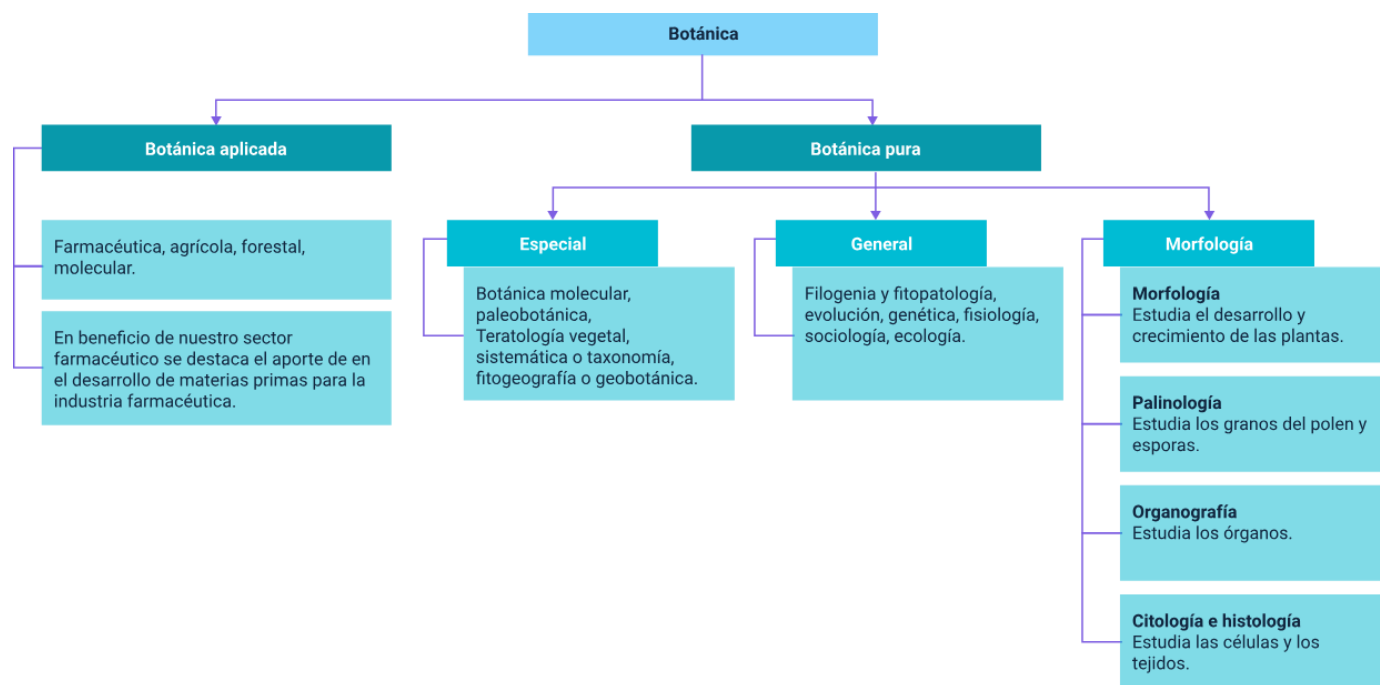 Botánica
Botánica aplicada
Farmacéutica, agrícola, forestal,
molecular.
En beneficio de nuestro sector
farmacéutico se destaca el aporte de en
el desarrollo de materias primas para la
industria farmacéutica.
Botánica pura
Especial
Botánica molecular,
paleobotánica,
Teratología vegetal,
sistemática o taxonomía,
fitogeografía o geobotánica.
General
Filogenia y fitopatología,
evolución, genética, fisiología,
sociología, ecología.
Morfología
Morfología
Estudia el desarrollo y
crecimiento de las plantas.
Palinología
Estudia los granos del polen y
esporas.
Organografía
Estudia los órganos.
Citología e histología
Estudia las células y los
tejidos.